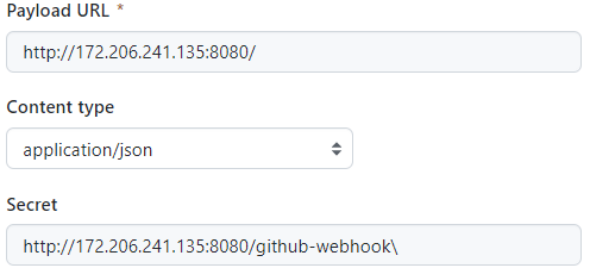 Payload URL *
http://172.206.241.135:8080/
Content type
application/json
Secret
http://172.206.241.135:8080/github-webhook\